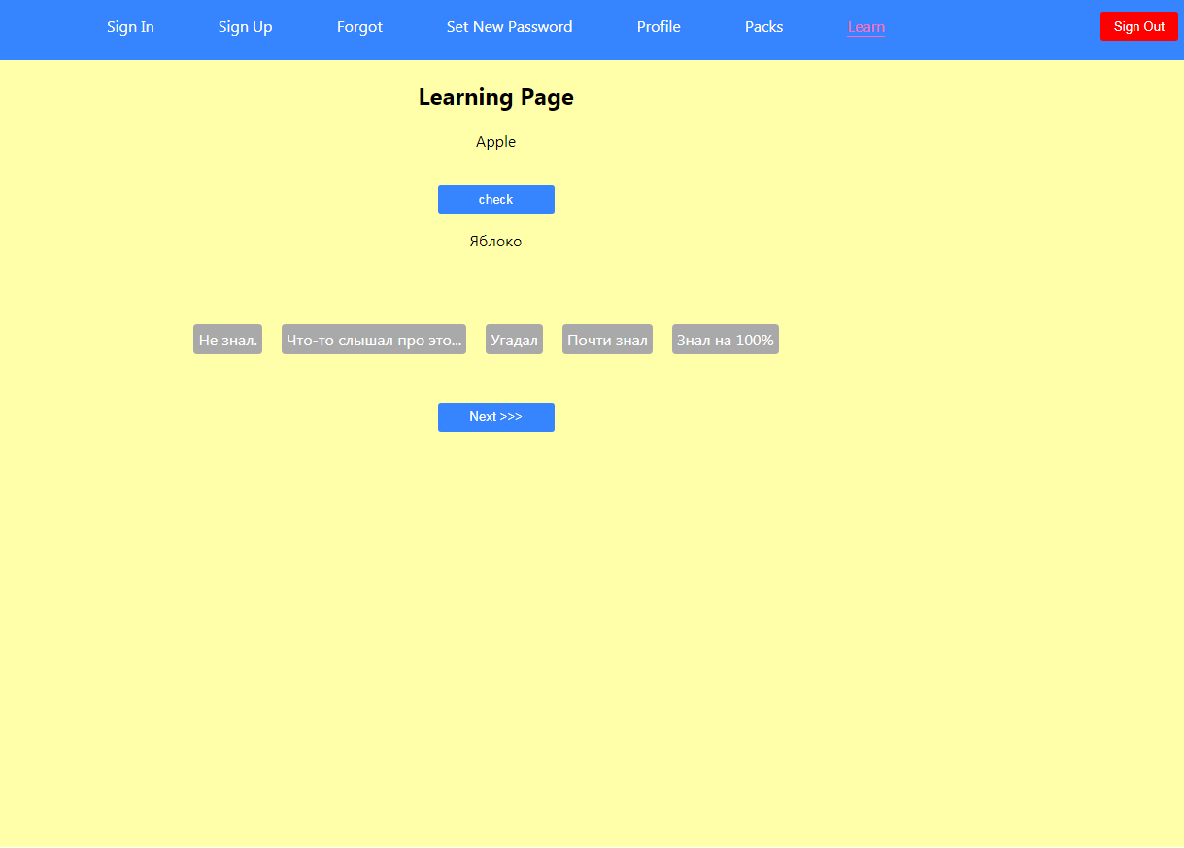 Sign In Sign Up Forgot Set New Password Profile Packs Learn Sign Out
Learning Page
Apple
check
Яблоко
Не знал. Что-то слышал про это... Угадал Почти знал Знал на 100%
Next >>>